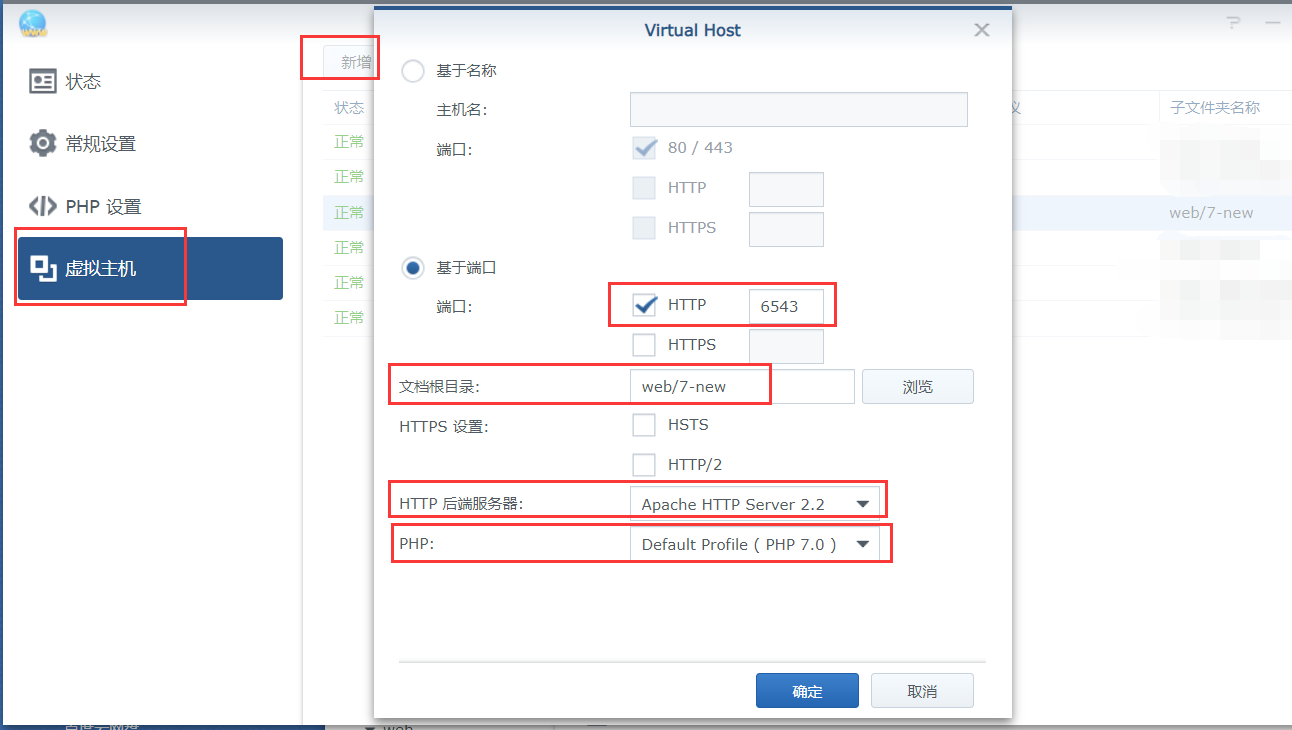 Virtual Host
状态
常规设置
PHP 设置
虚拟主机
新增
状态
子文件夹名称
正常
正常
正常
web/7-new
正常
正常
正常
基于名称
主机名:
端口:
80 / 443
HTTP
HTTPS
基于端口
端口:
HTTP
6543
HTTPS
文档根目录:
web/7-new
浏览
HTTPS 设置:
HSTS
HTTP/2
HTTP 后端服务器:
Apache HTTP Server 2.2
PHP:
Default Profile ( PHP 7.0 )
确定
取消
web